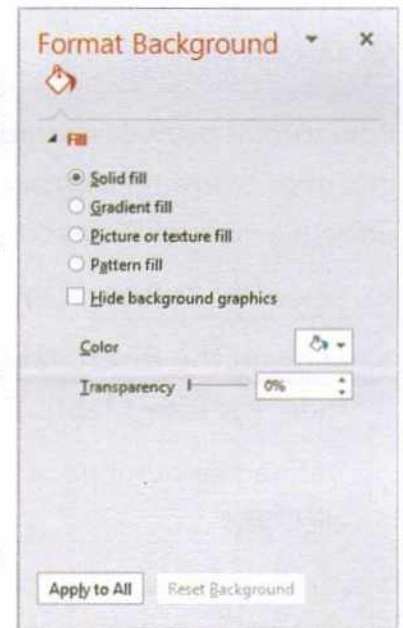 Format Background
Fill
Solid fill
Gradient fill
Picture or texture fill
Pattern fill
Hide background graphics
Color
Transparency 0%
Apply to All Reset Background